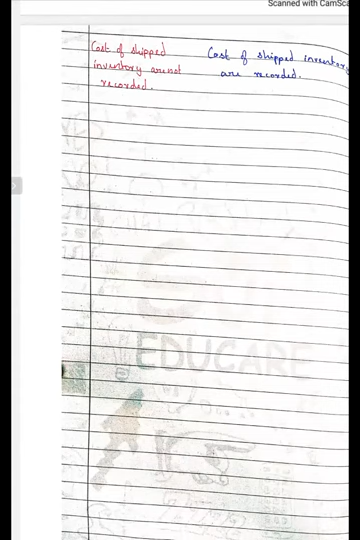 Scanned with CamSca
Cost of shipped
inventory are not
recorded.
Cost of shipped inventory
are recorded.
EDUCARE